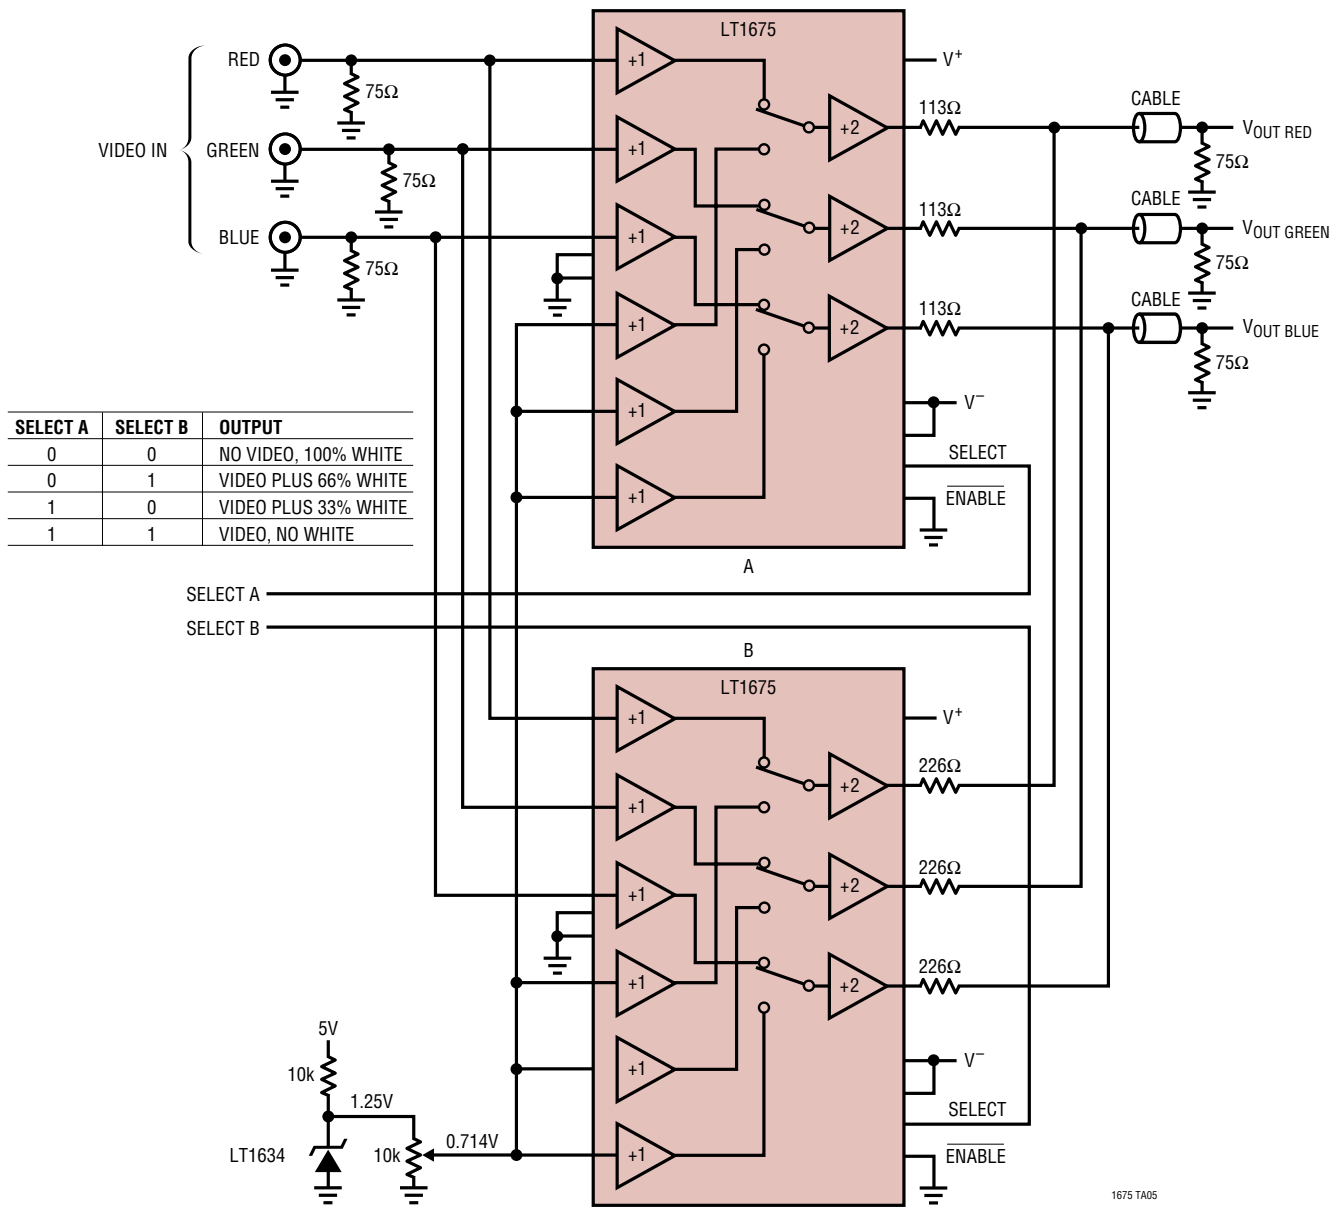 LT1675
RED
+1
V+
75Ω
CABLE
113Ω
+2
VOUT RED
VIDEO IN
GREEN
+1
75Ω
75Ω
CABLE
113Ω
+2
VOUT GREEN
BLUE
+1
75Ω
75Ω
CABLE
113Ω
+1
+2
VOUT BLUE
75Ω
+1
V−
SELECT A SELECT B OUTPUT
0 0 NO VIDEO, 100% WHITE
0 1 VIDEO PLUS 66% WHITE
1 0 VIDEO PLUS 33% WHITE
1 1 VIDEO, NO WHITE
SELECT
+1
ENABLE
A
SELECT A
SELECT B
B
LT1675
+1
V+
226Ω
+2
+1
226Ω
+2
+1
226Ω
+1
+2
5V
10k
+1
V−
1.25V
SELECT
LT1634
10k
0.714V
+1
ENABLE
1675 TA05